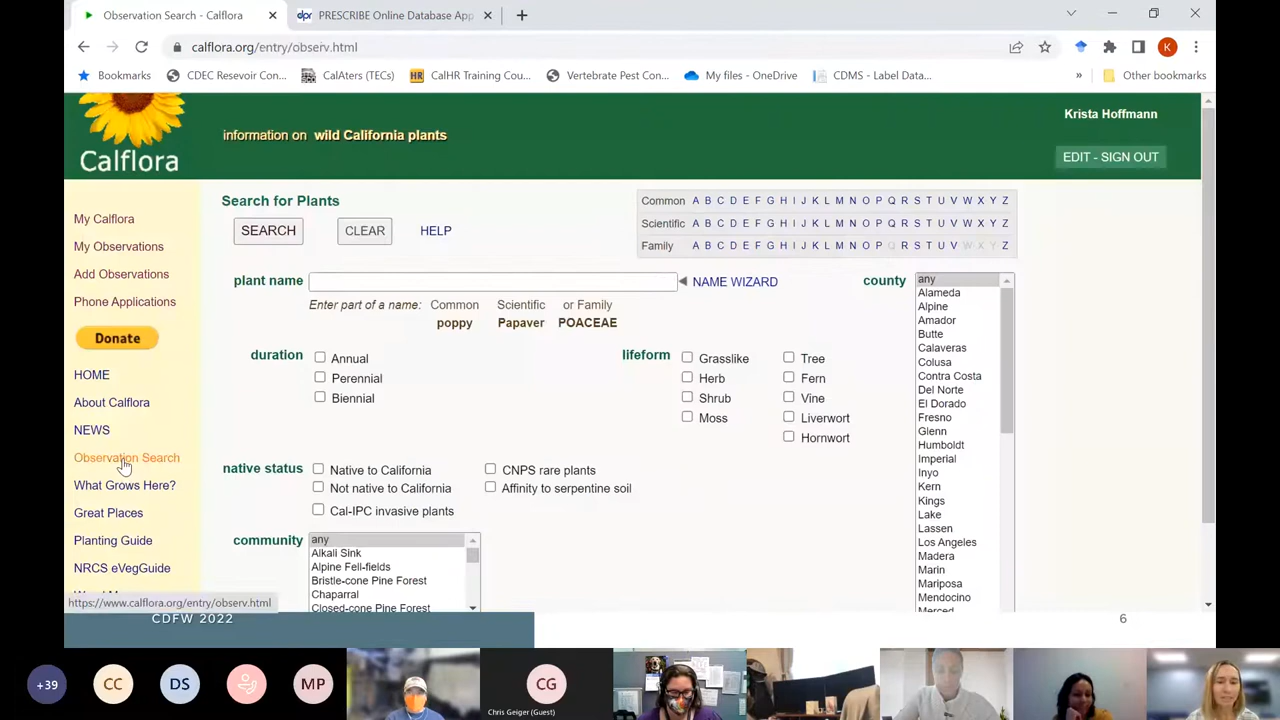 Observation Search - Calflora
dpr PRESCRIBE Online Database App
calflora.org/entry/observ.html
K
Bookmarks
CDEC Resevoir Con...
CalATers (TECs)
HR CalHR Training Cou...
Vertebrate Pest Con...
My files - OneDrive
CDMS - Label Data...
»
Other bookmarks
Calflora
information on wild California plants
Krista Hoffmann
EDIT - SIGN OUT
My Calflora
My Observations
Add Observations
Phone Applications
Donate
HOME
About Calflora
NEWS
Observation Search
What Grows Here?
Great Places
Planting Guide
NRCS eVegGuide
https://www.calflora.org/entry/observ.html
Search for Plants
SEARCH
CLEAR
HELP
Common A B C D E F G H I J K L M N O P Q R S T U V W X Y Z
Scientific A B C D E F G H I J K L M N O P Q R S T U V W X Y Z
Family A B C D E F G H I J K L M N O P Q R S T U V W X Y Z
plant name
NAME WIZARD
Enter part of a name: Common Scientific or Family
poppy Papaver POACEAE
duration
Annual
Perennial
Biennial
lifeform
Grasslike
Tree
Herb
Fern
Shrub
Vine
Moss
Liverwort
Hornwort
native status
Native to California
CNPS rare plants
Not native to California
Affinity to serpentine soil
Cal-IPC invasive plants
community
any
Alkali Sink
Alpine Fell-fields
Bristle-cone Pine Forest
Chaparral
Closed-cone Pine Forest
county
any
Alameda
Alpine
Amador
Butte
Calaveras
Colusa
Contra Costa
Del Norte
El Dorado
Fresno
Glenn
Humboldt
Imperial
Inyo
Kern
Kings
Lake
Lassen
Los Angeles
Madera
Marin
Mariposa
Mendocino
Merced
CDFW 2022
6
+39
CC
DS
MP
CG
Chris Geiger (Guest)